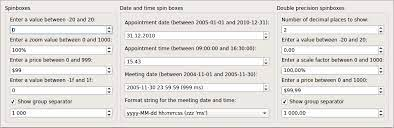 Spinboxes
Enter a value between -20 and 20:
0
Enter a zoom value between 0 and 1000:
100%
Enter a price between 0 and 999:
$99
Enter a value between -1f and 1f:
0
Show group separator
1 000
Date and time spin boxes
Appointment date (between 2005-01-01 and 2010-12-31):
31.12.2010
Appointment time (between 09:00:00 and 16:30:00):
15:43
Meeting date (between 2004-11-01 and 2005-11-30):
2005-11-30 23:59:59 (999 ms)
Format string for the meeting date and time:
yyyy-MM-dd hh:mm:ss (zzz 'ms')
Double precision spinboxes
Number of decimal places to show:
2
Enter a value between -20 and 20:
0,00
Enter a scale factor between 0 and 1000:
100,00%
Enter a price between 0 and 1000:
$99,99
Show group separator
1 000,00